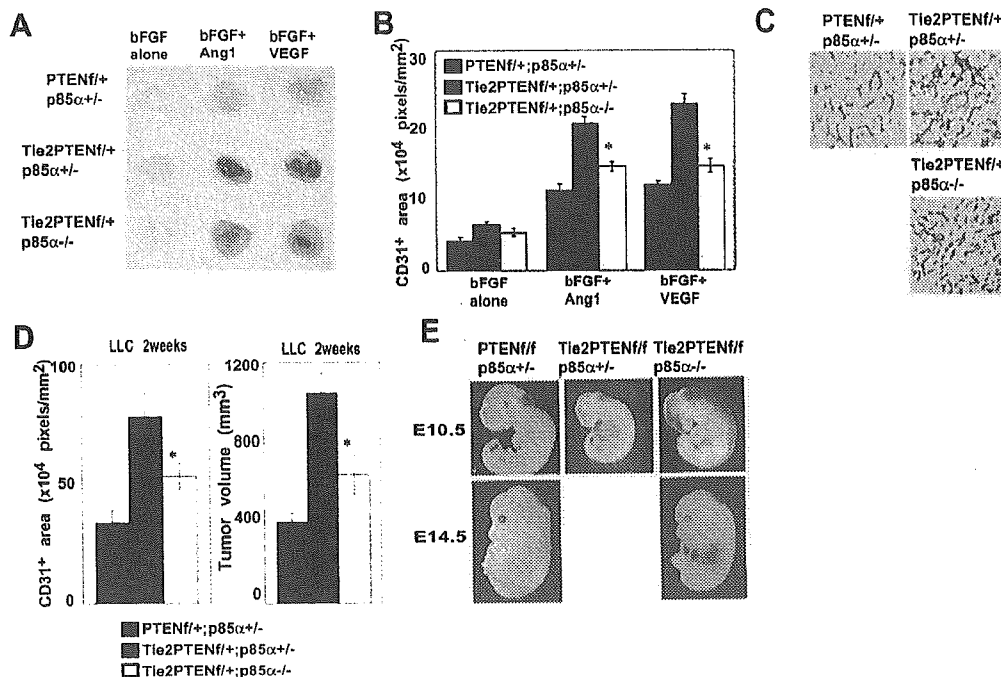 A
bFGF alone
bFGF+ Ang1
bFGF+ VEGF
PTENf/+ p85α+/-
Tie2PTENf/+ p85α+/-
Tie2PTENf/+ p85α-/-
B
CD31+ area (x10⁴ pixels/mm²)
30
20
10
0
PTENf/+;p85α+/-
Tie2PTENf/+;p85α+/-
Tie2PTENf/+;p85α-/-
*
*
bFGF alone
bFGF+ Ang1
bFGF+ VEGF
C
PTENf/+ p85α+/-
Tie2PTENf/+ p85α+/-
Tie2PTENf/+ p85α-/-
D
LLC 2weeks
CD31+ area (x10⁴ pixels/mm²)
100
50
0
*
LLC 2weeks
Tumor volume (mm³)
1200
800
400
0
*
PTENf/+;p85α+/-
Tie2PTENf/+;p85α+/-
Tie2PTENf/+;p85α-/-
E
PTENf/f p85α+/-
Tie2PTENf/f p85α+/-
Tie2PTENf/f p85α-/-
E10.5
E14.5